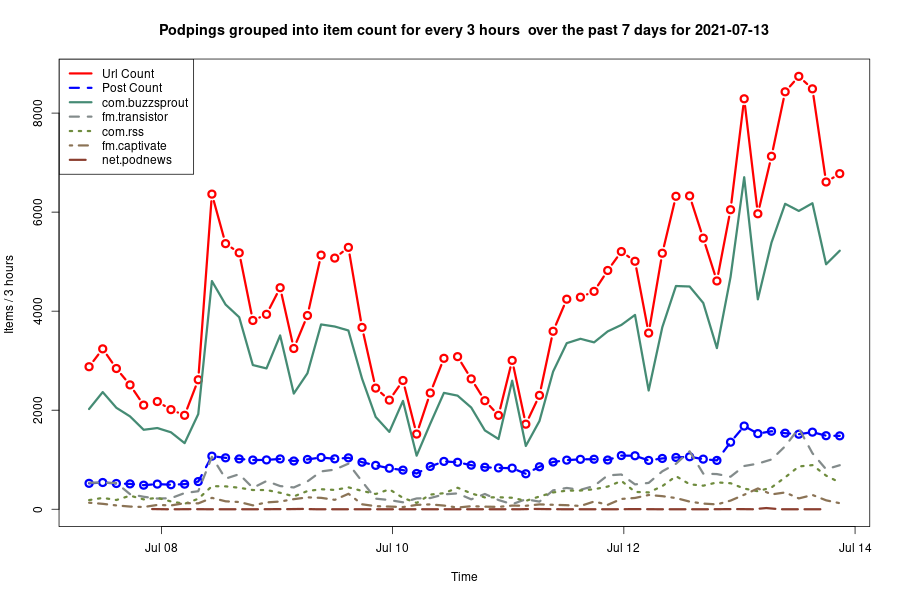 Podpings grouped into item count for every 3 hours  over the past 7 days for 2021-07-13
Url Count
Post Count
com.buzzsprout
fm.transistor
com.rss
fm.captivate
net.podnews
Items / 3 hours
8000
6000
4000
2000
0
Jul 08
Jul 10
Jul 12
Jul 14
Time